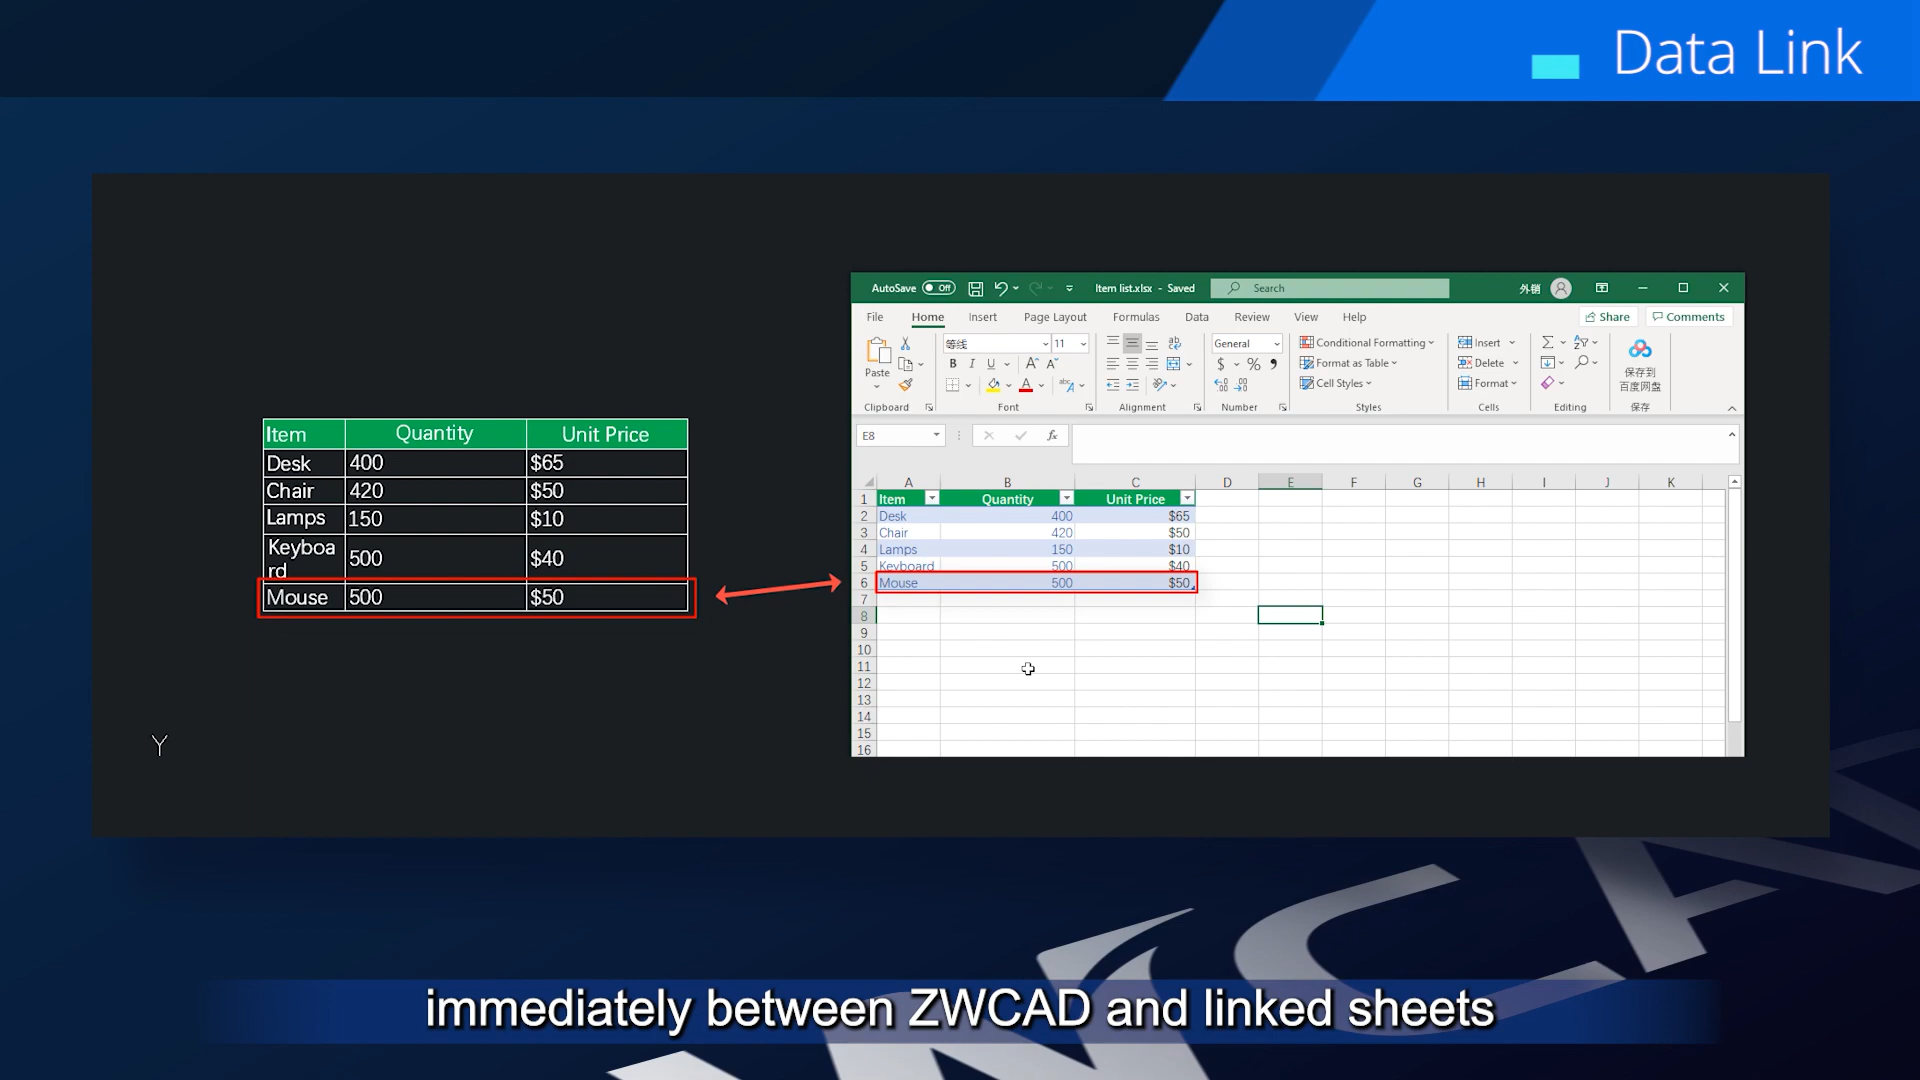 Data Link
Item Quantity Unit Price
Desk 400 $65
Chair 420 $50
Lamps 150 $10
Keyboa
rd 500 $40
Mouse 500 $50
Y
AutoSave Off Item list.xlsx - Saved Search 外销
File Home Insert Page Layout Formulas Data Review View Help Share Comments
Paste 等线 11 General Conditional Formatting Insert
B I U A A $ % Format as Table Delete
A Cell Styles Format
保存到
百度网盘
Clipboard Font Alignment Number Styles Cells Editing 保存
E8 fx
A B C D E F G H I J K
1 Item Quantity Unit Price
2 Desk 400 $65
3 Chair 420 $50
4 Lamps 150 $10
5 Keyboard 500 $40
6 Mouse 500 $50
7
8
9
10
11
12
13
14
15
16
immediately between ZWCAD and linked sheets